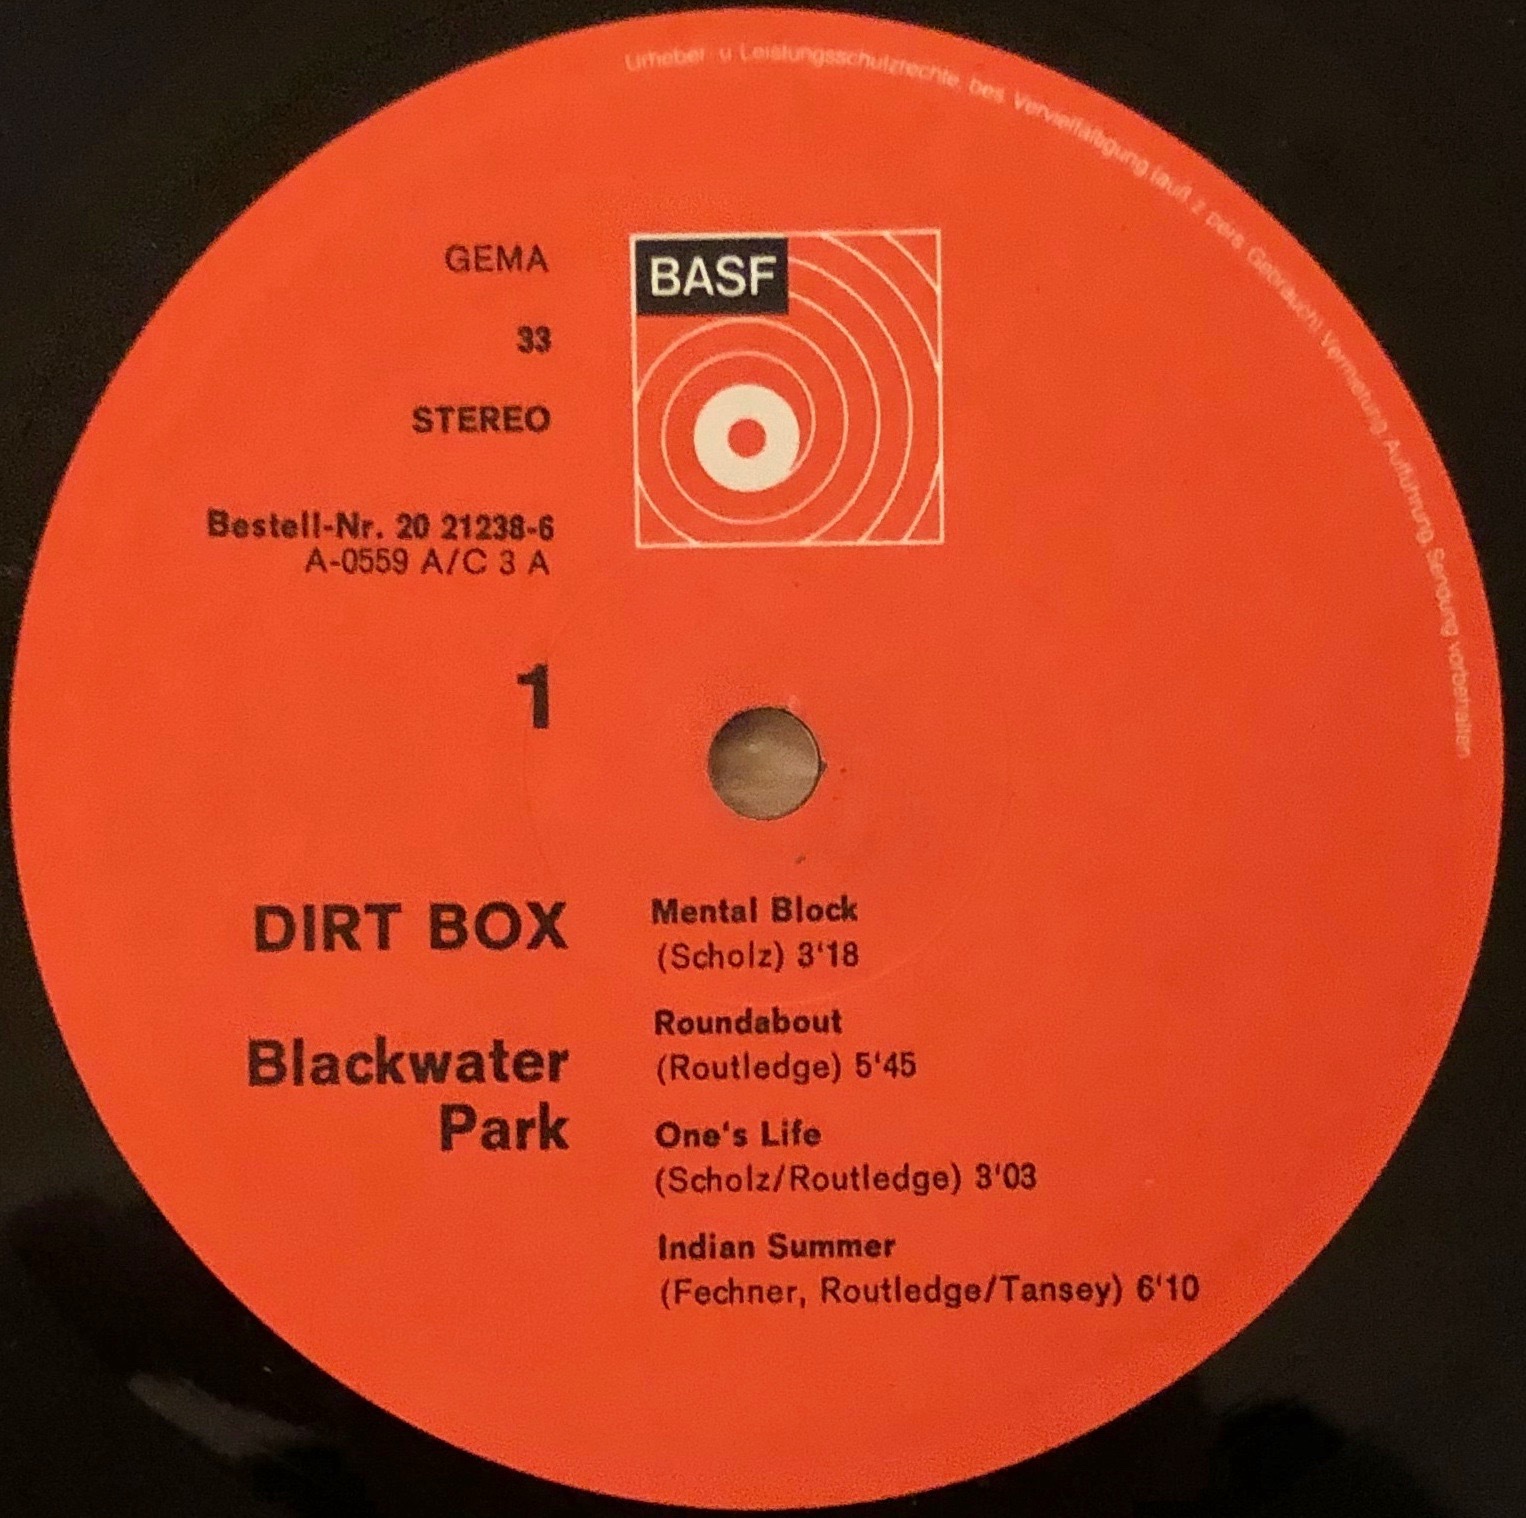 Urheber- u Leistungsschutzrechte, bes. Vervielfältigung (auß z pers Gebrauch) Vermietung Aufführung Sendung vorbehalten
BASF
GEMA
33
STEREO
Bestell-Nr. 20 21238-6
A-0559 A/C 3 A
1
DIRT BOX
Blackwater
Park
Mental Block
(Scholz) 3'18
Roundabout
(Routledge) 5'45
One's Life
(Scholz/Routledge) 3'03
Indian Summer
(Fechner, Routledge/Tansey) 6'10